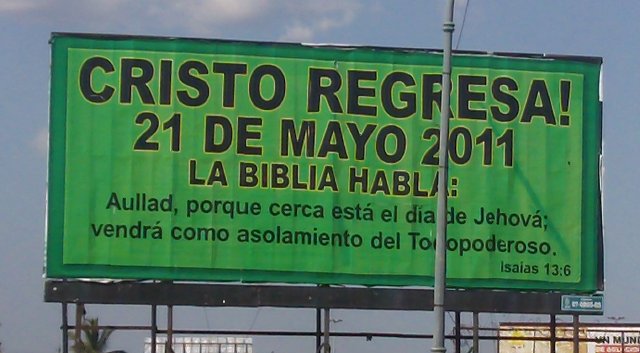 CRISTO REGRESA!
21 DE MAYO 2011
LA BIBLIA HABLA:
Aullad, porque cerca está el día de Jehová;
vendrá como asolamiento del Todopoderoso.
Isaías 13:6